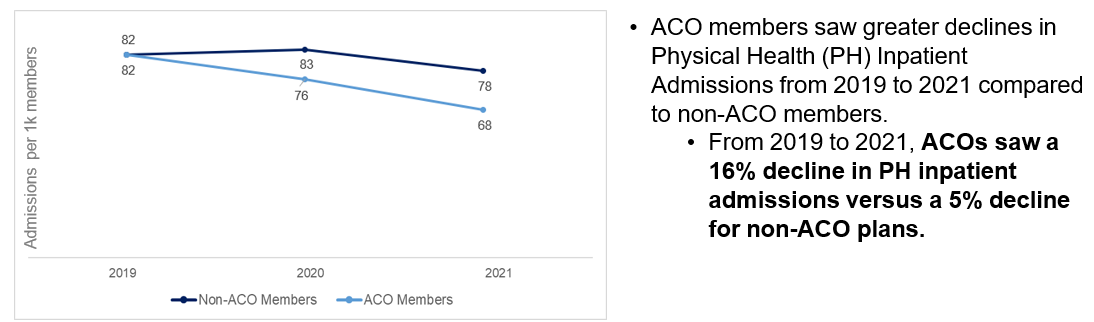 Admissions per 1k members
82
82
83
76
78
68
2019
2020
2021
Non-ACO Members
ACO Members
• ACO members saw greater declines in
Physical Health (PH) Inpatient
Admissions from 2019 to 2021 compared
to non-ACO members.
• From 2019 to 2021, ACOs saw a
16% decline in PH inpatient
admissions versus a 5% decline
for non-ACO plans.